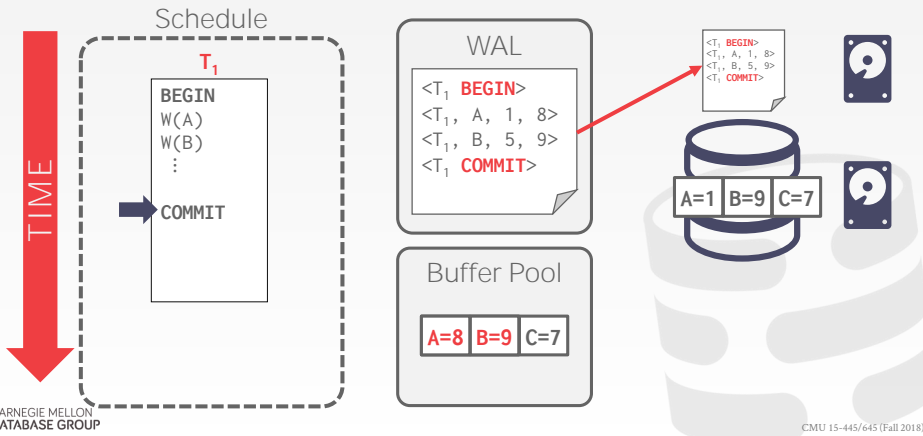 Schedule
TIME
T₁
BEGIN
W(A)
W(B)
⋮
COMMIT
WAL
<T₁ BEGIN>
<T₁, A, 1, 8>
<T₁, B, 5, 9>
<T₁ COMMIT>
Buffer Pool
A=8 B=9 C=7
<T₁ BEGIN>
<T₁, A, 1, 8>
<T₁, B, 5, 9>
<T₁ COMMIT>
A=1 B=9 C=7
ARNEGIE MELLON
ATABASE GROUP
CMU 15-445/645 (Fall 2018)